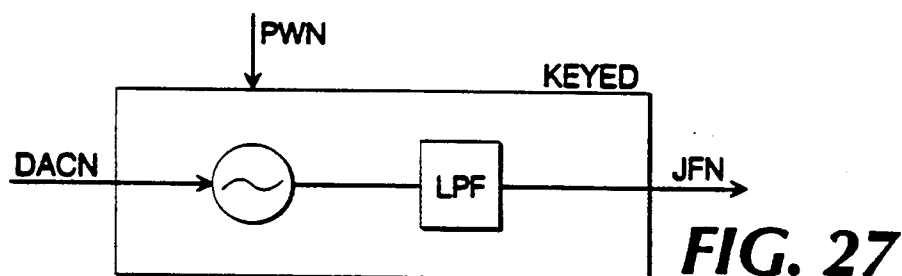 PWN
KEYED
DACN
LPF
JFN
FIG. 27